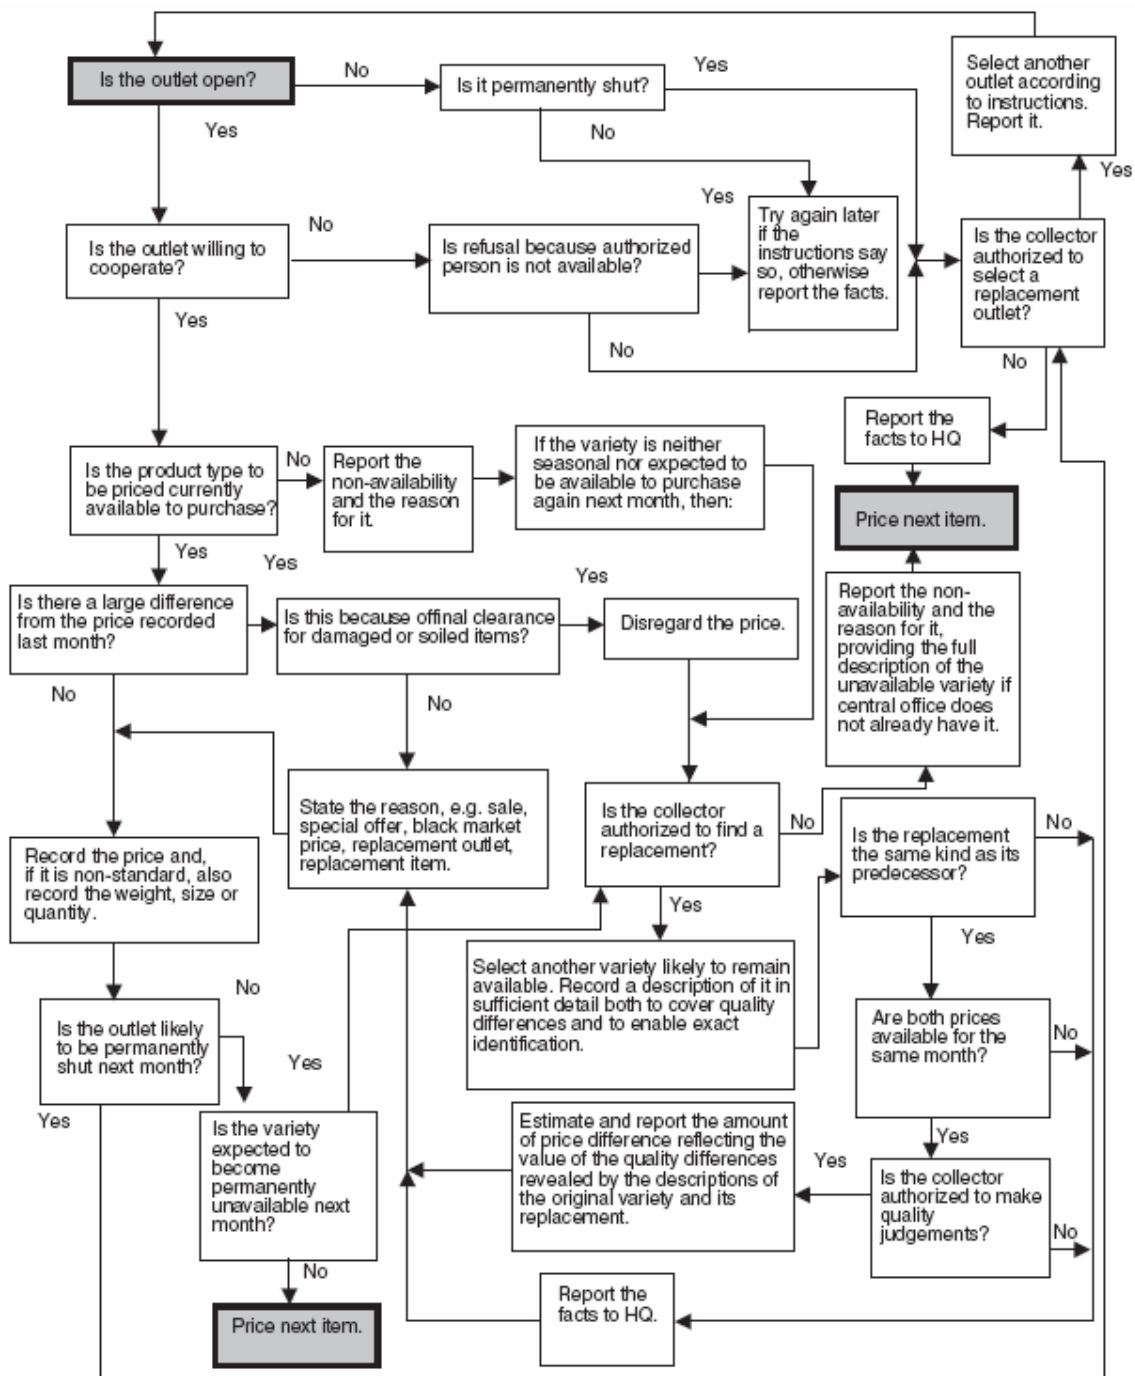 Is the outlet open?
No
Is it permanently shut?
Yes
Select another
outlet according
to instructions.
Report it.
Yes
No
Yes
Yes
Is the outlet willing to
cooperate?
No
Is refusal because authorized
person is not available?
Try again later
if the
instructions say
so, otherwise
report the facts.
Is the collector
authorized to
select a
replacement
outlet?
Yes
No
No
Report the
facts to HQ
Is the product type to
be priced currently
available to purchase?
No
Report the
non-availability
and the reason
for it.
If the variety is neither
seasonal nor expected to
be available to purchase
again next month, then:
Price next item.
Yes
Yes
Yes
Is there a large difference
from the price recorded
last month?
Is this because offinal clearance
for damaged or soiled items?
Disregard the price.
Report the non-
availability and the
reason for it,
providing the full
description of the
unavailable variety if
central office does
not already have it.
No
No
State the reason, e.g. sale,
special offer, black market
price, replacement outlet,
replacement item.
Is the collector
authorized to find a
replacement?
No
Is the replacement
the same kind as its
predecessor?
No
Record the price and,
if it is non-standard, also
record the weight, size or
quantity.
Yes
Yes
Select another variety likely to remain
available. Record a description of it in
sufficient detail both to cover quality
differences and to enable exact
identification.
No
Is the outlet likely
to be permanently
shut next month?
Yes
Are both prices
available for the
same month?
No
Yes
Is the variety
expected to
become
permanently
unavailable next
month?
Estimate and report the amount
of price difference reflecting the
value of the quality differences
revealed by the descriptions of
the original variety and its
replacement.
Yes
Yes
Is the collector
authorized to make
quality
judgements?
No
No
Report the
facts to HQ.
Price next item.